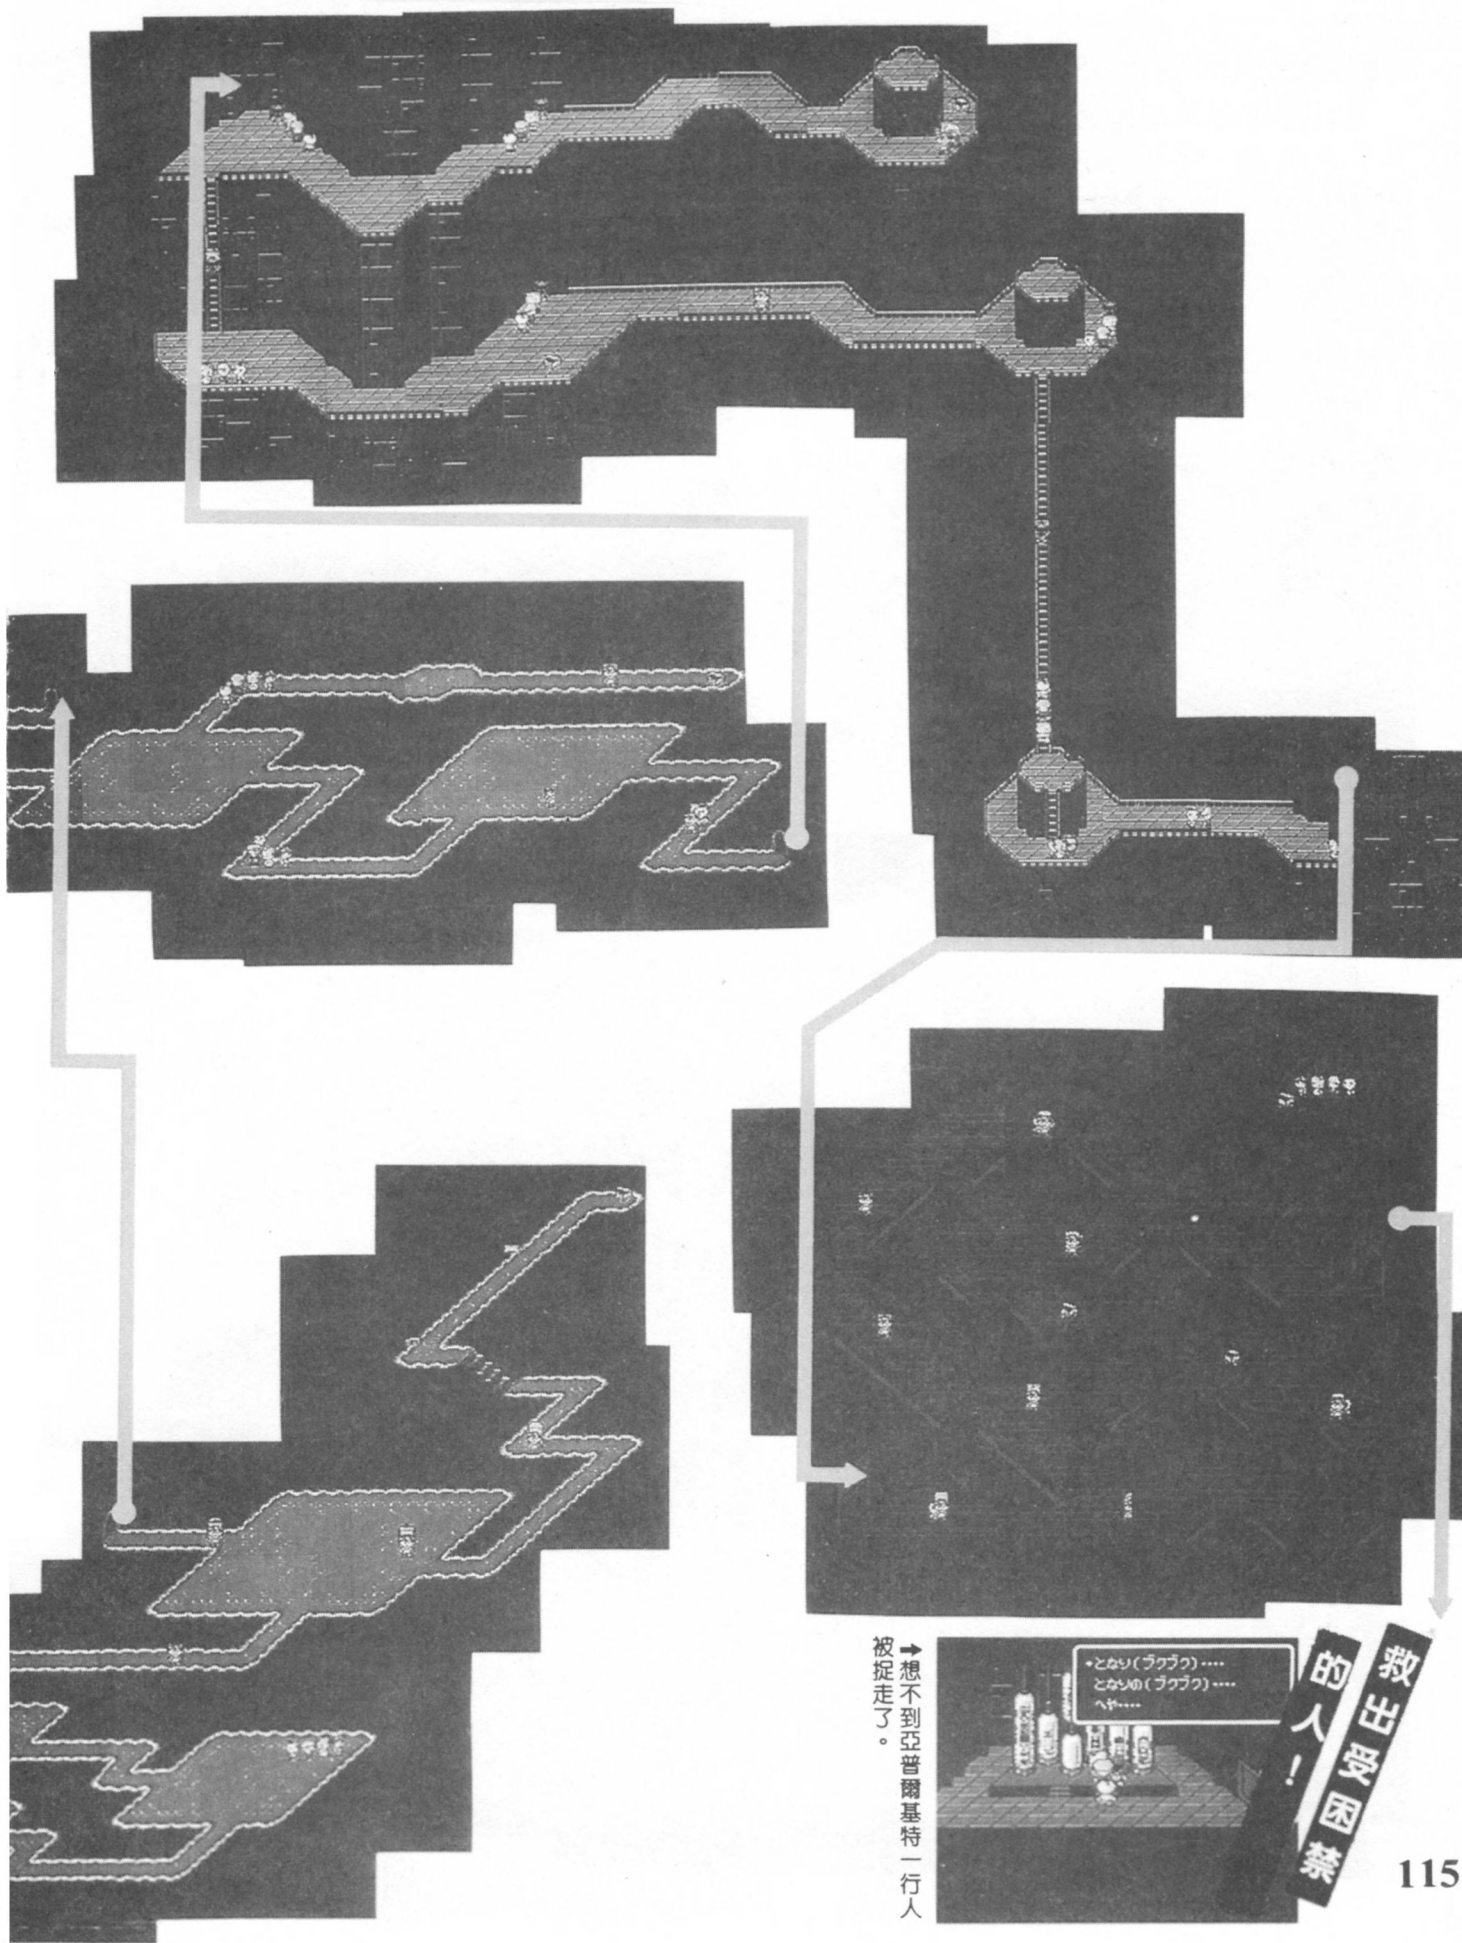 救出受困禁
的人！
•となり(ブクブク)‥‥
となりの(ブクブク)‥‥
へや‥‥
➡想不到亞普爾基特一行人
被捉走了。
115